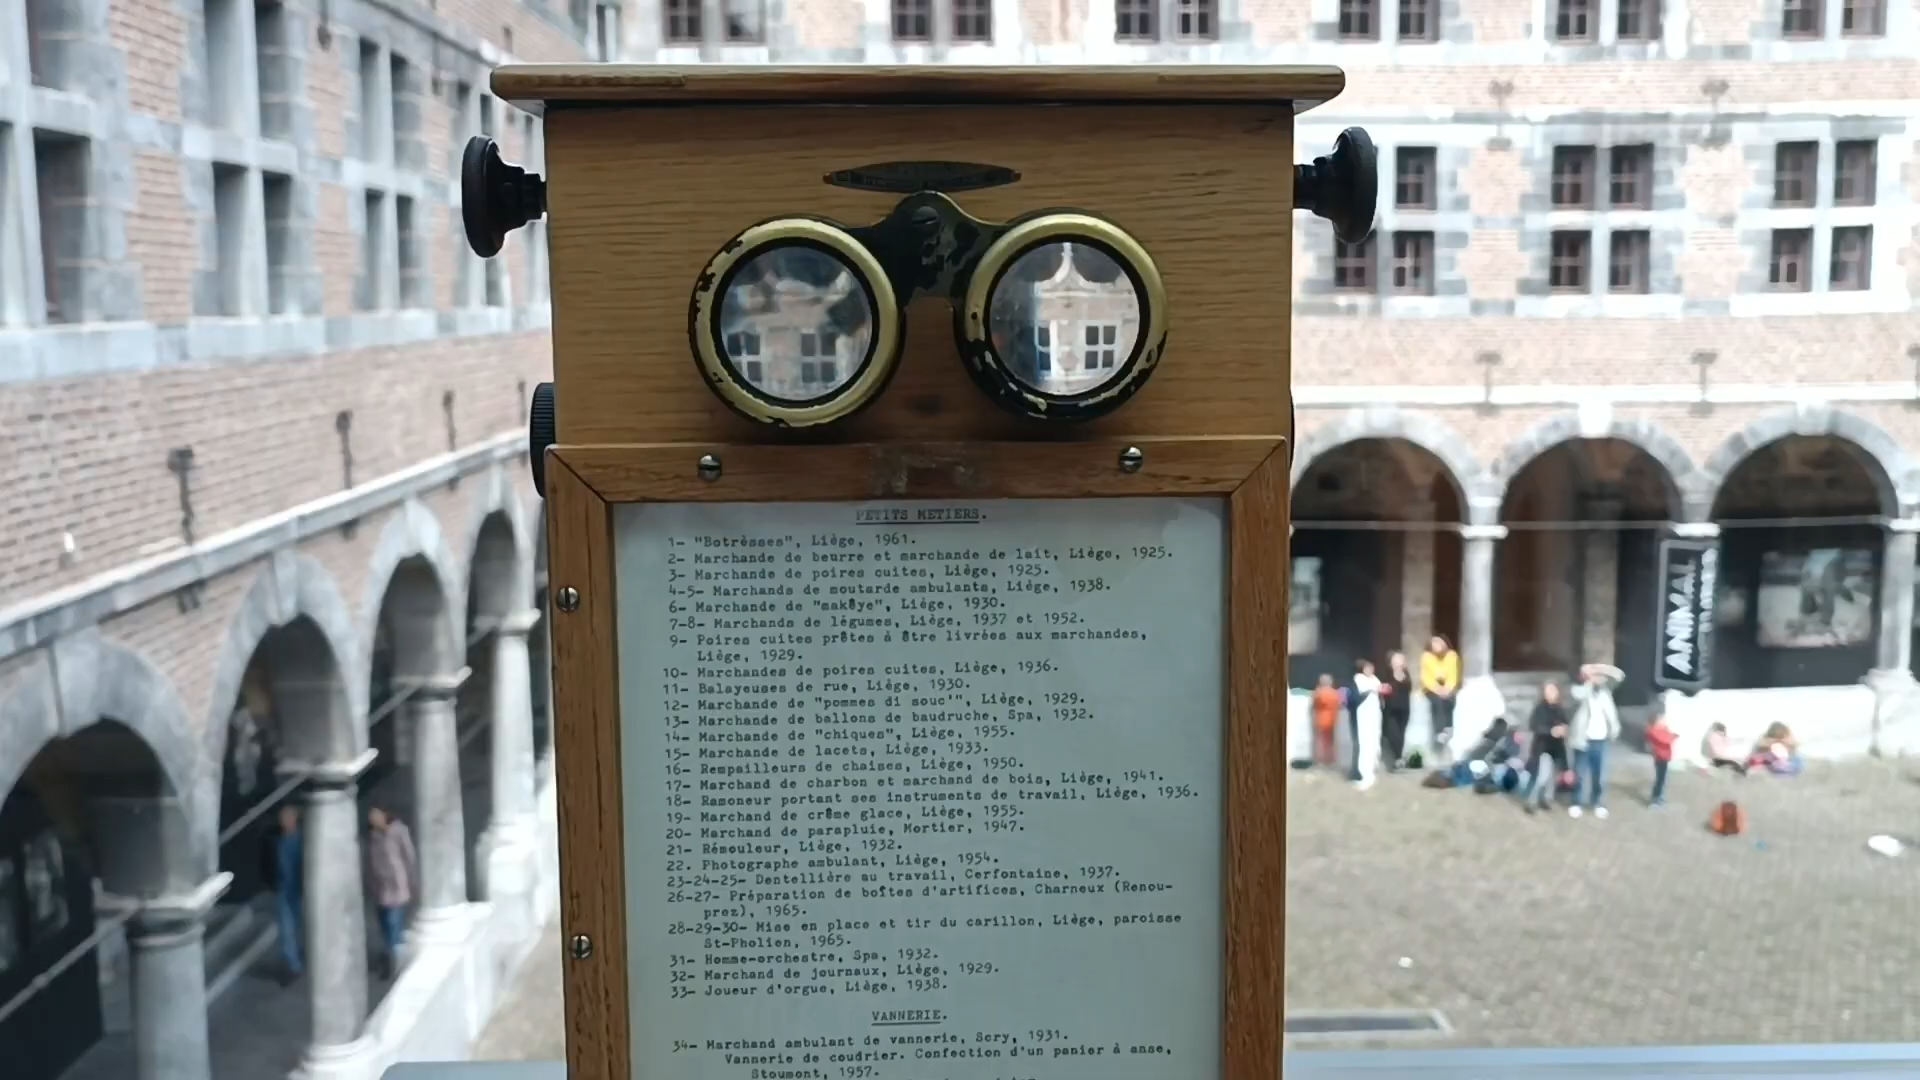 PETITS METIERS.
1- "Botrèsses", Liège, 1961.
2- Marchande de beurre et marchande de lait, Liège, 1925.
3- Marchande de poires cuites, Liège, 1925.
4-5- Marchands de moutarde ambulants, Liège, 1938.
6- Marchande de "makêye", Liège, 1930.
7-8- Marchands de légumes, Liège, 1937 et 1952.
9- Poires cuites prêtes à être livrées aux marchandes,
Liège, 1929.
10- Marchandes de poires cuites, Liège, 1936.
11- Balayeuses de rue, Liège, 1930.
12- Marchande de "pommes di souc'", Liège, 1929.
13- Marchande de ballons de baudruche, Spa, 1932.
14- Marchande de "chiques", Liège, 1955.
15- Marchande de lacets, Liège, 1933.
16- Rempailleurs de chaises, Liège, 1950.
17- Marchand de charbon et marchand de bois, Liège, 1941.
18- Ramoneur portant ses instruments de travail, Liège, 1936.
19- Marchand de crême glace, Liège, 1955.
20- Marchand de parapluie, Mortier, 1947.
21- Rémouleur, Liège, 1932.
22. Photographe ambulant, Liège, 1954.
23-24-25- Dentellière au travail, Cerfontaine, 1937.
26-27- Préparation de boîtes d'artifices, Charneux (Renou-
prez), 1965.
28-29-30- Mise en place et tir du carillon, Liège, paroisse
St-Pholien, 1965.
31- Homme-orchestre, Spa, 1932.
32- Marchand de journaux, Liège, 1929.
33- Joueur d'orgue, Liège, 1938.
VANNERIE.
34- Marchand ambulant de vannerie, Sory, 1931.
Vannerie de coudrier. Confection d'un panier à anse,
Stoumont, 1957.
ANIMAL